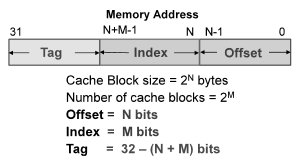 Memory Address
31 N+M-1 N N-1 0
Tag Index Offset
Cache Block size = 2^N bytes
Number of cache blocks = 2^M
Offset = N bits
Index = M bits
Tag = 32 – (N + M) bits